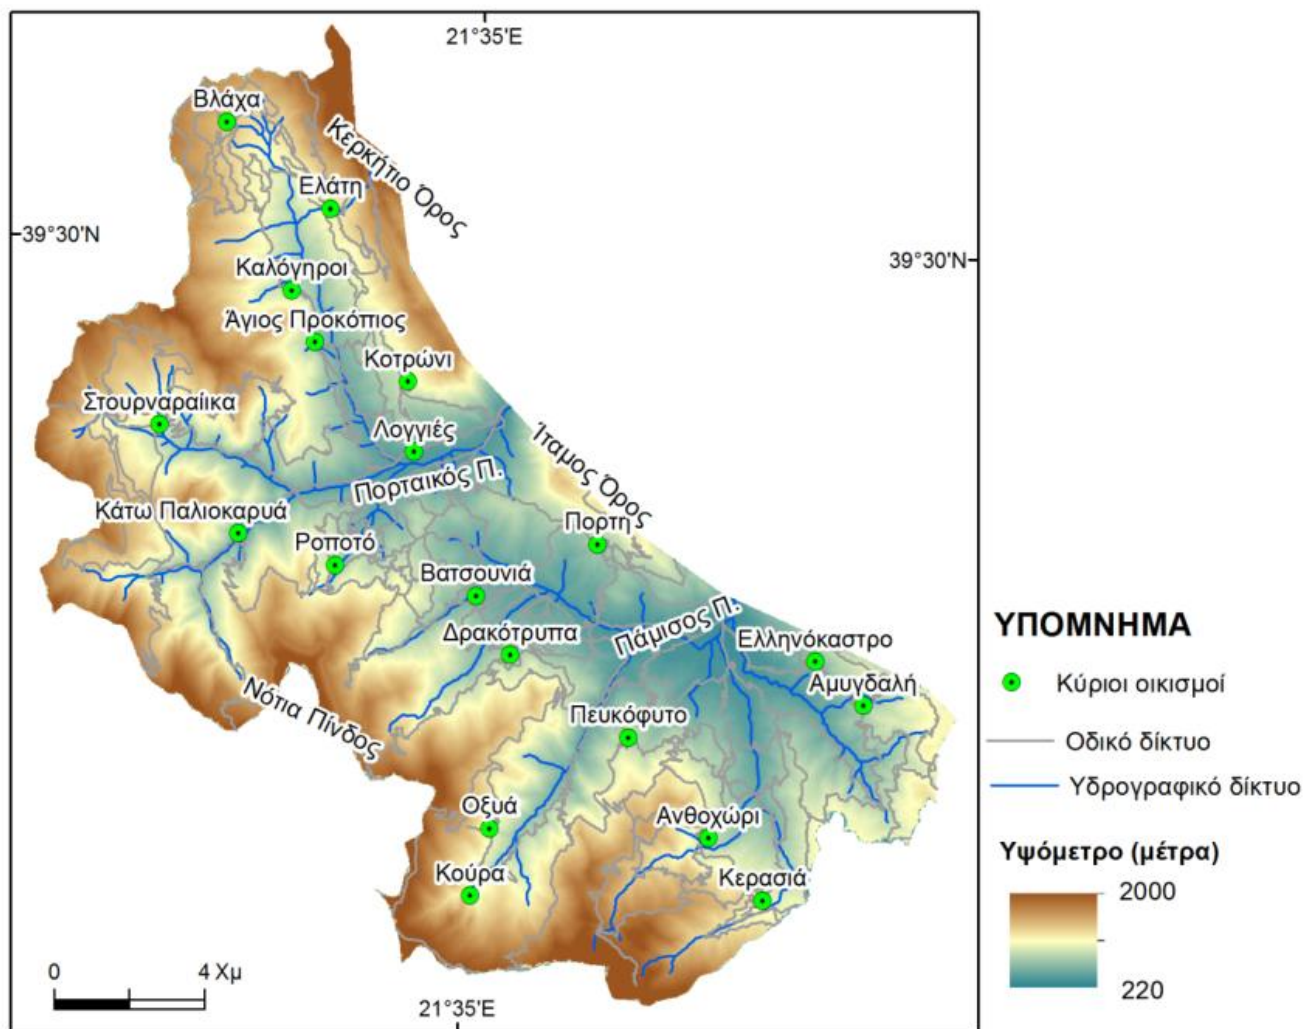 21°35'E
Βλάχα
Κερκήτιο Όρος
Ελάτη
39°30'N
39°30'N
Καλόγηροι
Άγιος Προκόπιος
Κοτρώνι
Στουρναραίικα
Λογγιές
Ίταμος Όρος
Πορταικός Π.
Κάτω Παλιοκαρυά
Πορτή
Ροποτό
Βατσουνιά
Πάμισος Π.
Δρακότρυπα
Ελληνόκαστρο
Αμυγδαλή
Νότια Πίνδος
Πευκόφυτο
Οξυά
Ανθοχώρι
Κούρα
Κερασιά
0 4 Χμ
21°35'E
ΥΠΟΜΝΗΜΑ
Κύριοι οικισμοί
Οδικό δίκτυο
Υδρογραφικό δίκτυο
Υψόμετρο (μέτρα)
2000
220